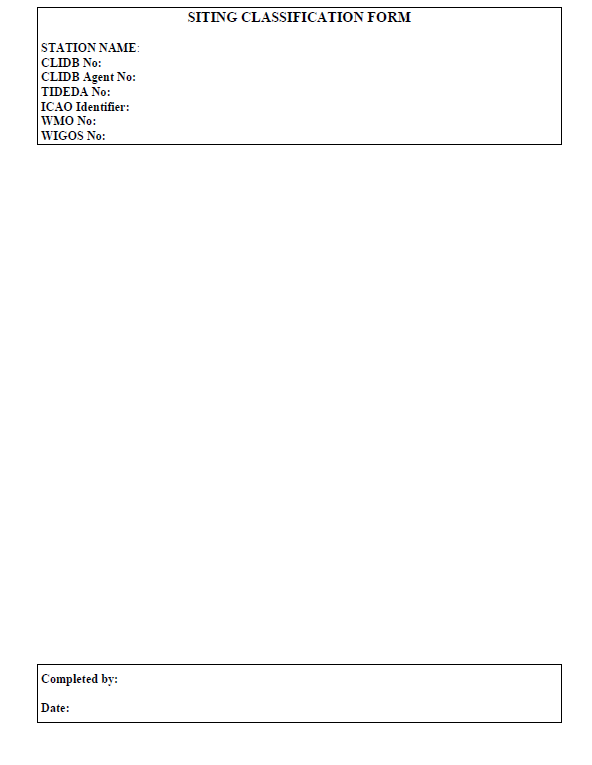 SITING CLASSIFICATION FORM
STATION NAME:
CLIDB No:
CLIDB Agent No:
TIDEDA No:
ICAO Identifier:
WMO No:
WIGOS No:
Completed by:
Date: